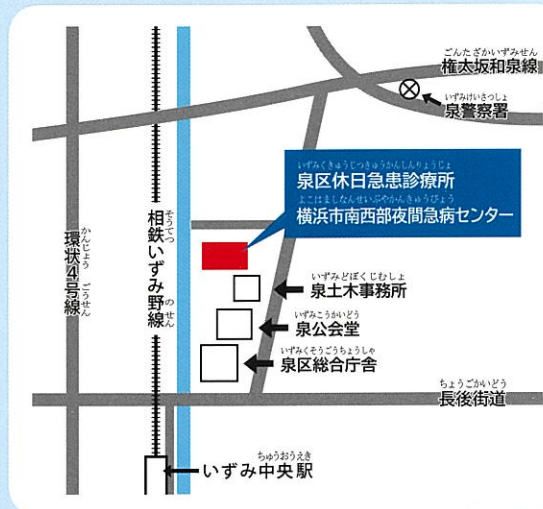 ごんたざかいずみせん
権太坂和泉線
いずみけいさつしょ
泉警察署
いずみくきゅうじつきゅうかんしんりょうじょ
泉区休日急患診療所
よこはましなんせいぶやかんきゅうびょう
横浜市南西部夜間急病センター
かんじょう ごうせん
環状4号線
そうてつ のせん
相鉄いずみ野線
いずみどぼくじむしょ
泉土木事務所
いずみこうかいどう
泉公会堂
いずみくそうごうちょうしゃ
泉区総合庁舎
ちょうごかいどう
長後街道
ちゅうおうえき
いずみ中央駅